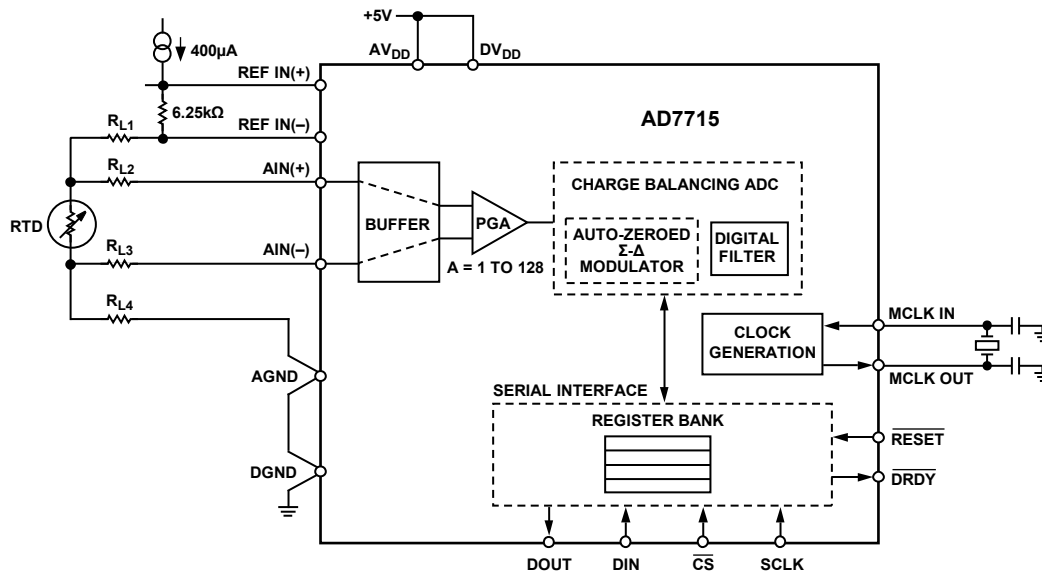 +5V
AVDD
DVDD
400µA
REF IN(+)
6.25kΩ
REF IN(–)
AD7715
RL1
RL2
AIN(+)
CHARGE BALANCING ADC
BUFFER
PGA
AUTO-ZEROED
Σ-Δ
MODULATOR
DIGITAL
FILTER
RTD
RL3
AIN(–)
A = 1 TO 128
RL4
MCLK IN
CLOCK
GENERATION
AGND
MCLK OUT
SERIAL INTERFACE
REGISTER BANK
RESET
DGND
DRDY
DOUT
DIN
CS
SCLK